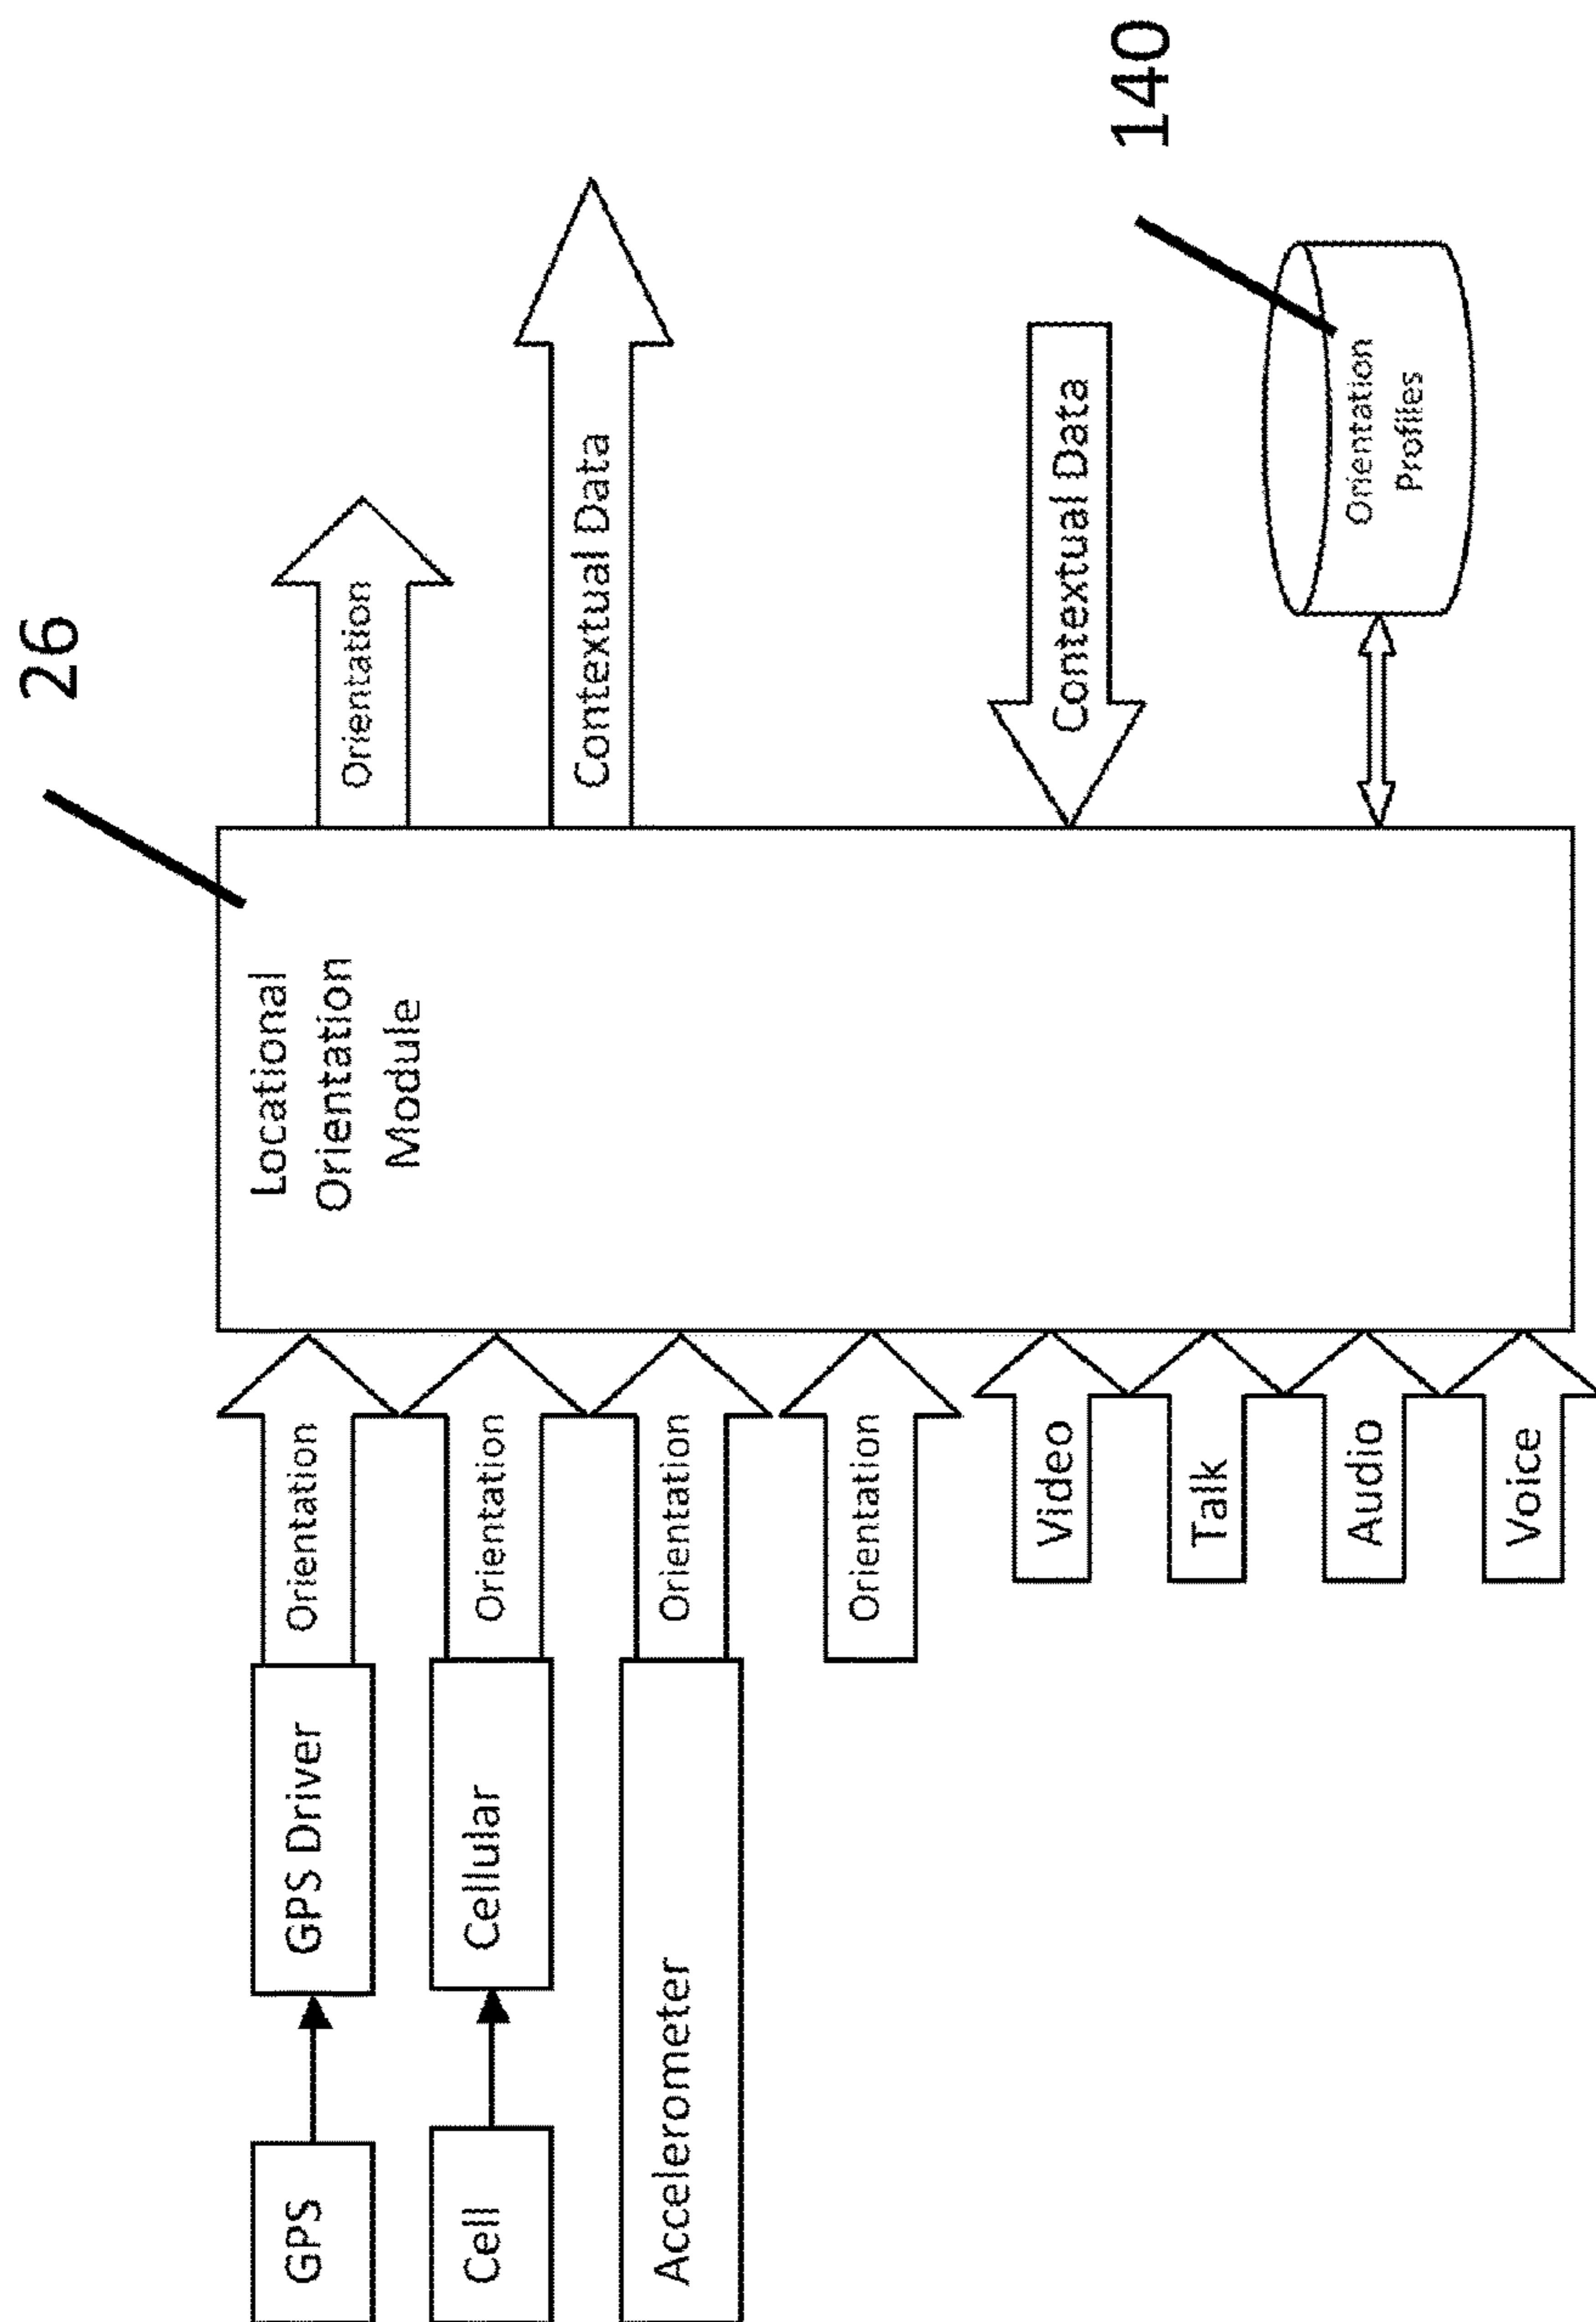 26
140
GPS
GPS Driver
Orientation
Cell
Cellular
Orientation
Accelerometer
Orientation
Orientation
Video
Talk
Audio
Voice
Locational
Orientation
Module
Orientation
Contextual Data
Contextual Data
Orientation
Profiles